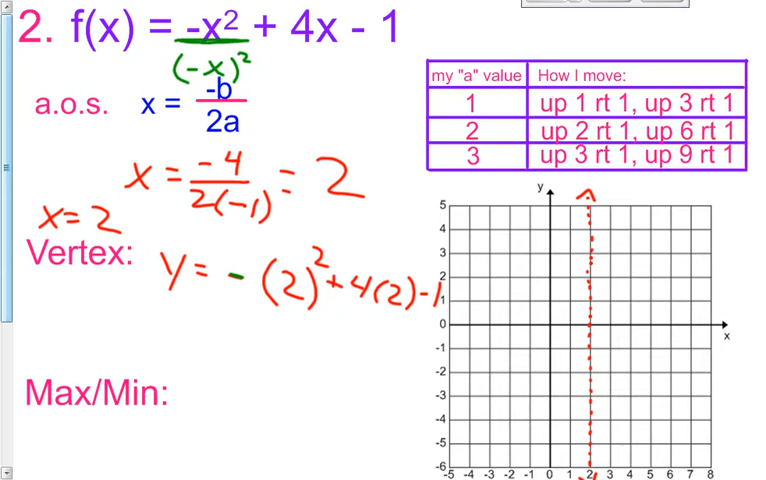 2. f(x) = -x² + 4x - 1
(-x)²
a.o.s. x = -b
2a
x = -4 = 2
2(-1)
x = 2
Vertex: y = - (2)² + 4(2) - 1
Max/Min:
my "a" value How I move:
1 up 1 rt 1, up 3 rt 1
2 up 2 rt 1, up 6 rt 1
3 up 3 rt 1, up 9 rt 1
y
5
4
3
2
1
0
-1
-2
-3
-4
-5
-6
x
-5 -4 -3 -2 -1 0 1 2 3 4 5 6 7 8